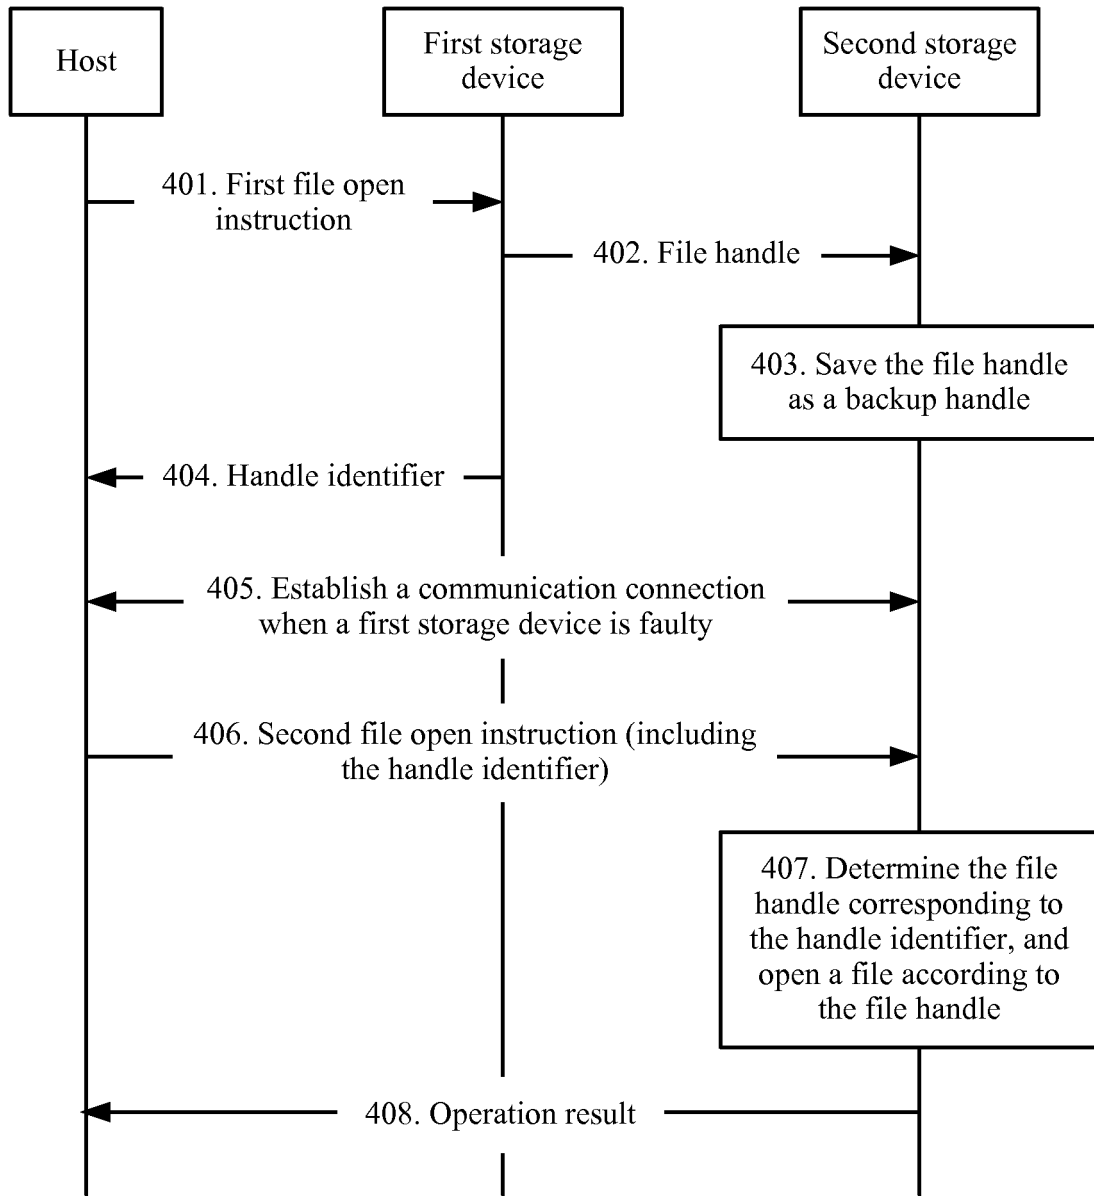 Host
First storage
device
Second storage
device
401. First file open
instruction
402. File handle
403. Save the file handle
as a backup handle
404. Handle identifier
405. Establish a communication connection
when a first storage device is faulty
406. Second file open instruction (including
the handle identifier)
407. Determine the file
handle corresponding to
the handle identifier, and
open a file according to
the file handle
408. Operation result